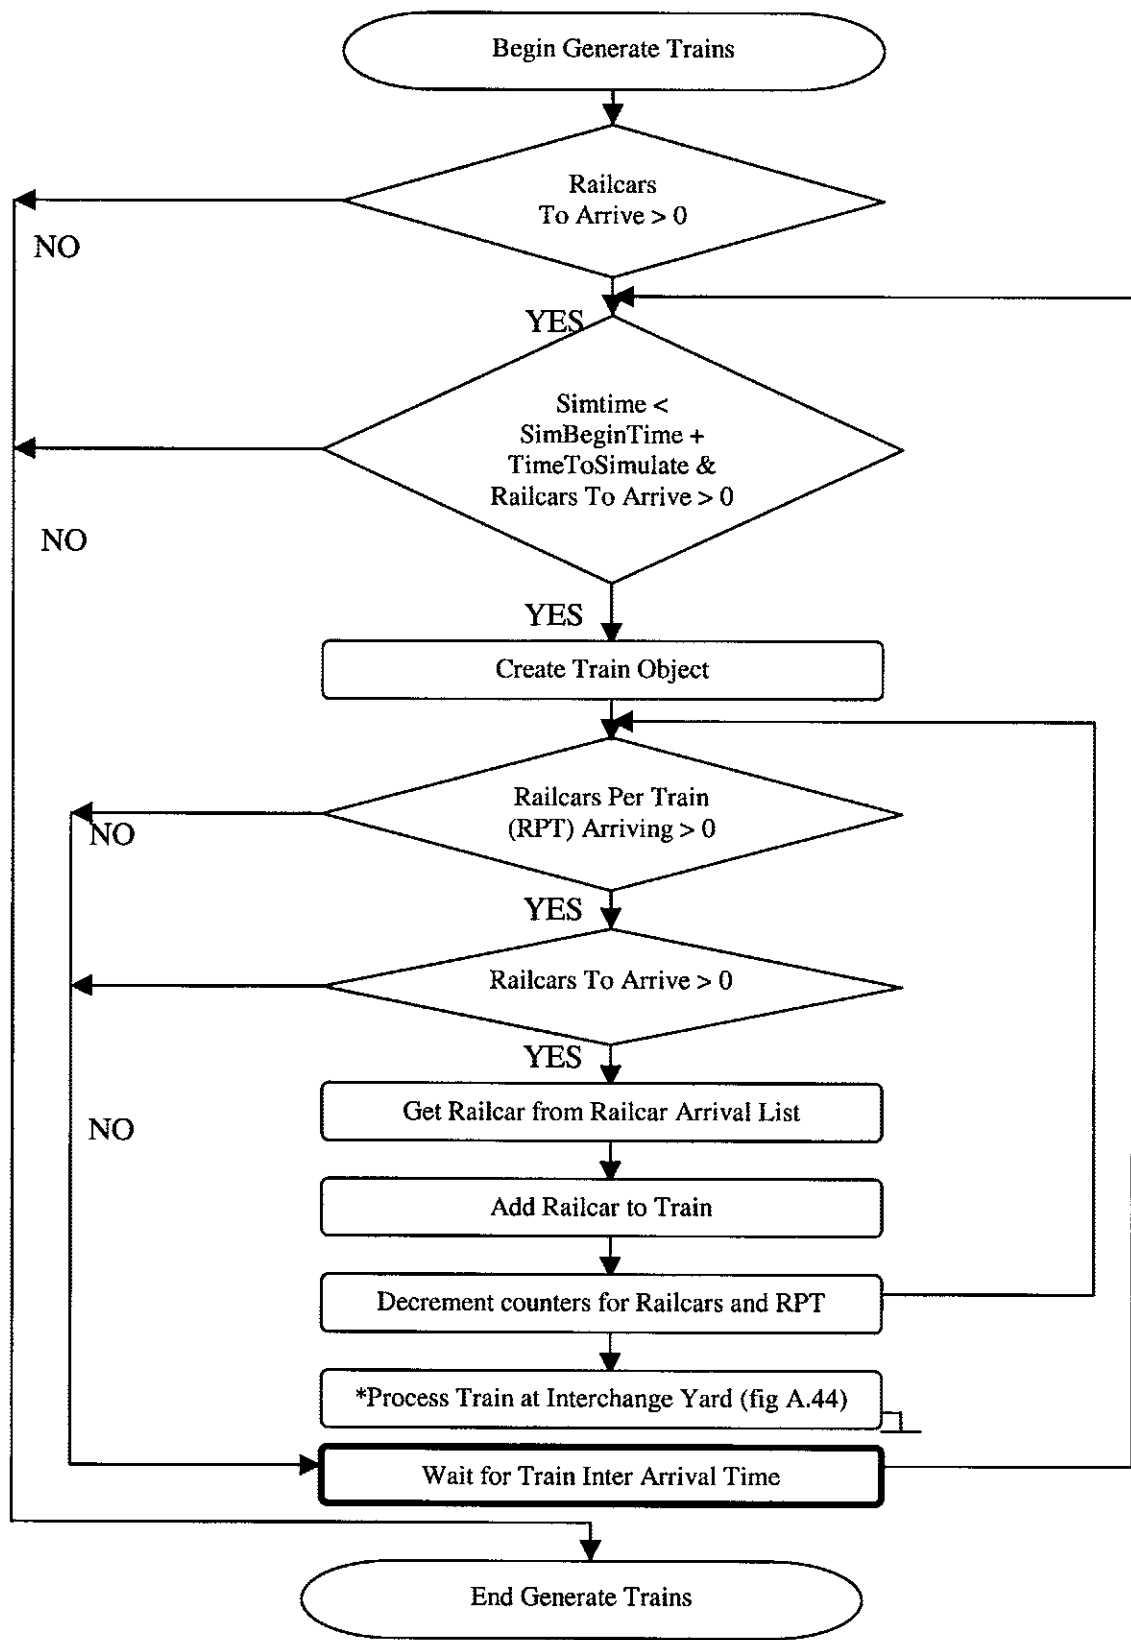 Begin Generate Trains
Railcars
To Arrive > 0
NO
YES
Simtime <
SimBeginTime +
TimeToSimulate &
Railcars To Arrive > 0
NO
YES
Create Train Object
Railcars Per Train
(RPT) Arriving > 0
NO
YES
Railcars To Arrive > 0
YES
Get Railcar from Railcar Arrival List
NO
Add Railcar to Train
Decrement counters for Railcars and RPT
*Process Train at Interchange Yard (fig A.44)
Wait for Train Inter Arrival Time
End Generate Trains